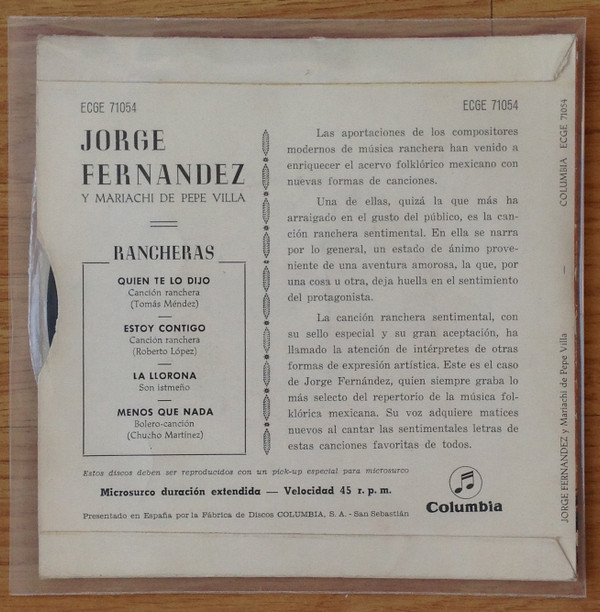 ECGE 71054
JORGE
FERNANDEZ
Y MARIACHI DE PEPE VILLA
RANCHERAS
QUIEN TE LO DIJO
Canción ranchera
(Tomás Méndez)
ESTOY CONTIGO
Canción ranchera
(Roberto López)
LA LLORONA
Son istmeño
MENOS QUE NADA
Bolero-canción
(Chucho Martínez)
ECGE 71054
Las aportaciones de los compositores
modernos de música ranchera han venido a
enriquecer el acervo folklórico mexicano con
nuevas formas de canciones.
Una de ellas, quizá la que más ha
arraigado en el gusto del público, es la can-
ción ranchera sentimental. En ella se narra
por lo general, un estado de ánimo prove-
niente de una aventura amorosa, la que, por
una cosa u otra, deja huella en el sentimiento
del protagonista.
La canción ranchera sentimental, con
su sello especial y su gran aceptación, ha
llamado la atención de intérpretes de otras
formas de expresión artística. Este es el caso
de Jorge Fernández, quien siempre graba lo
más selecto del repertorio de la música fol-
klórica mexicana. Su voz adquiere matices
nuevos al cantar las sentimentales letras de
estas canciones favoritas de todos.
Estos discos deben ser reproducidos con un pick-up especial para microsurco
Microsurco duración extendida — Velocidad 45 r. p. m.
Presentado en España por la Fábrica de Discos COLUMBIA, S. A. - San Sebastián
Columbia
JORGE FERNANDEZ y Mariachi de Pepe Villa — COLUMBIA ECGE 71054